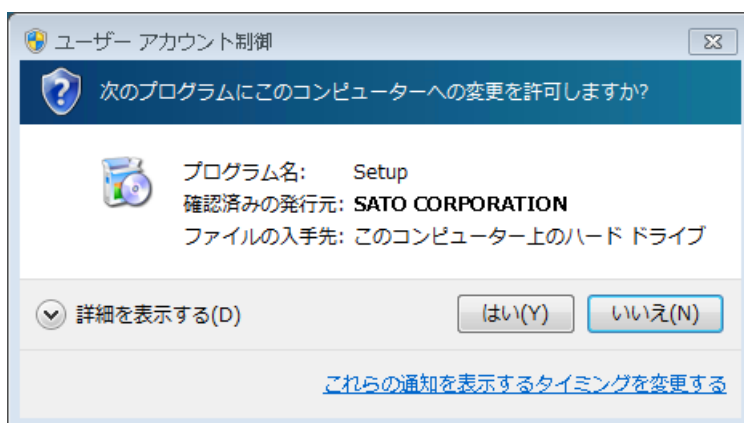 ユーザー アカウント制御
次のプログラムにこのコンピューターへの変更を許可しますか?
プログラム名: Setup
確認済みの発行元: SATO CORPORATION
ファイルの入手先: このコンピューター上のハード ドライブ
詳細を表示する(D) はい(Y) いいえ(N)
これらの通知を表示するタイミングを変更する